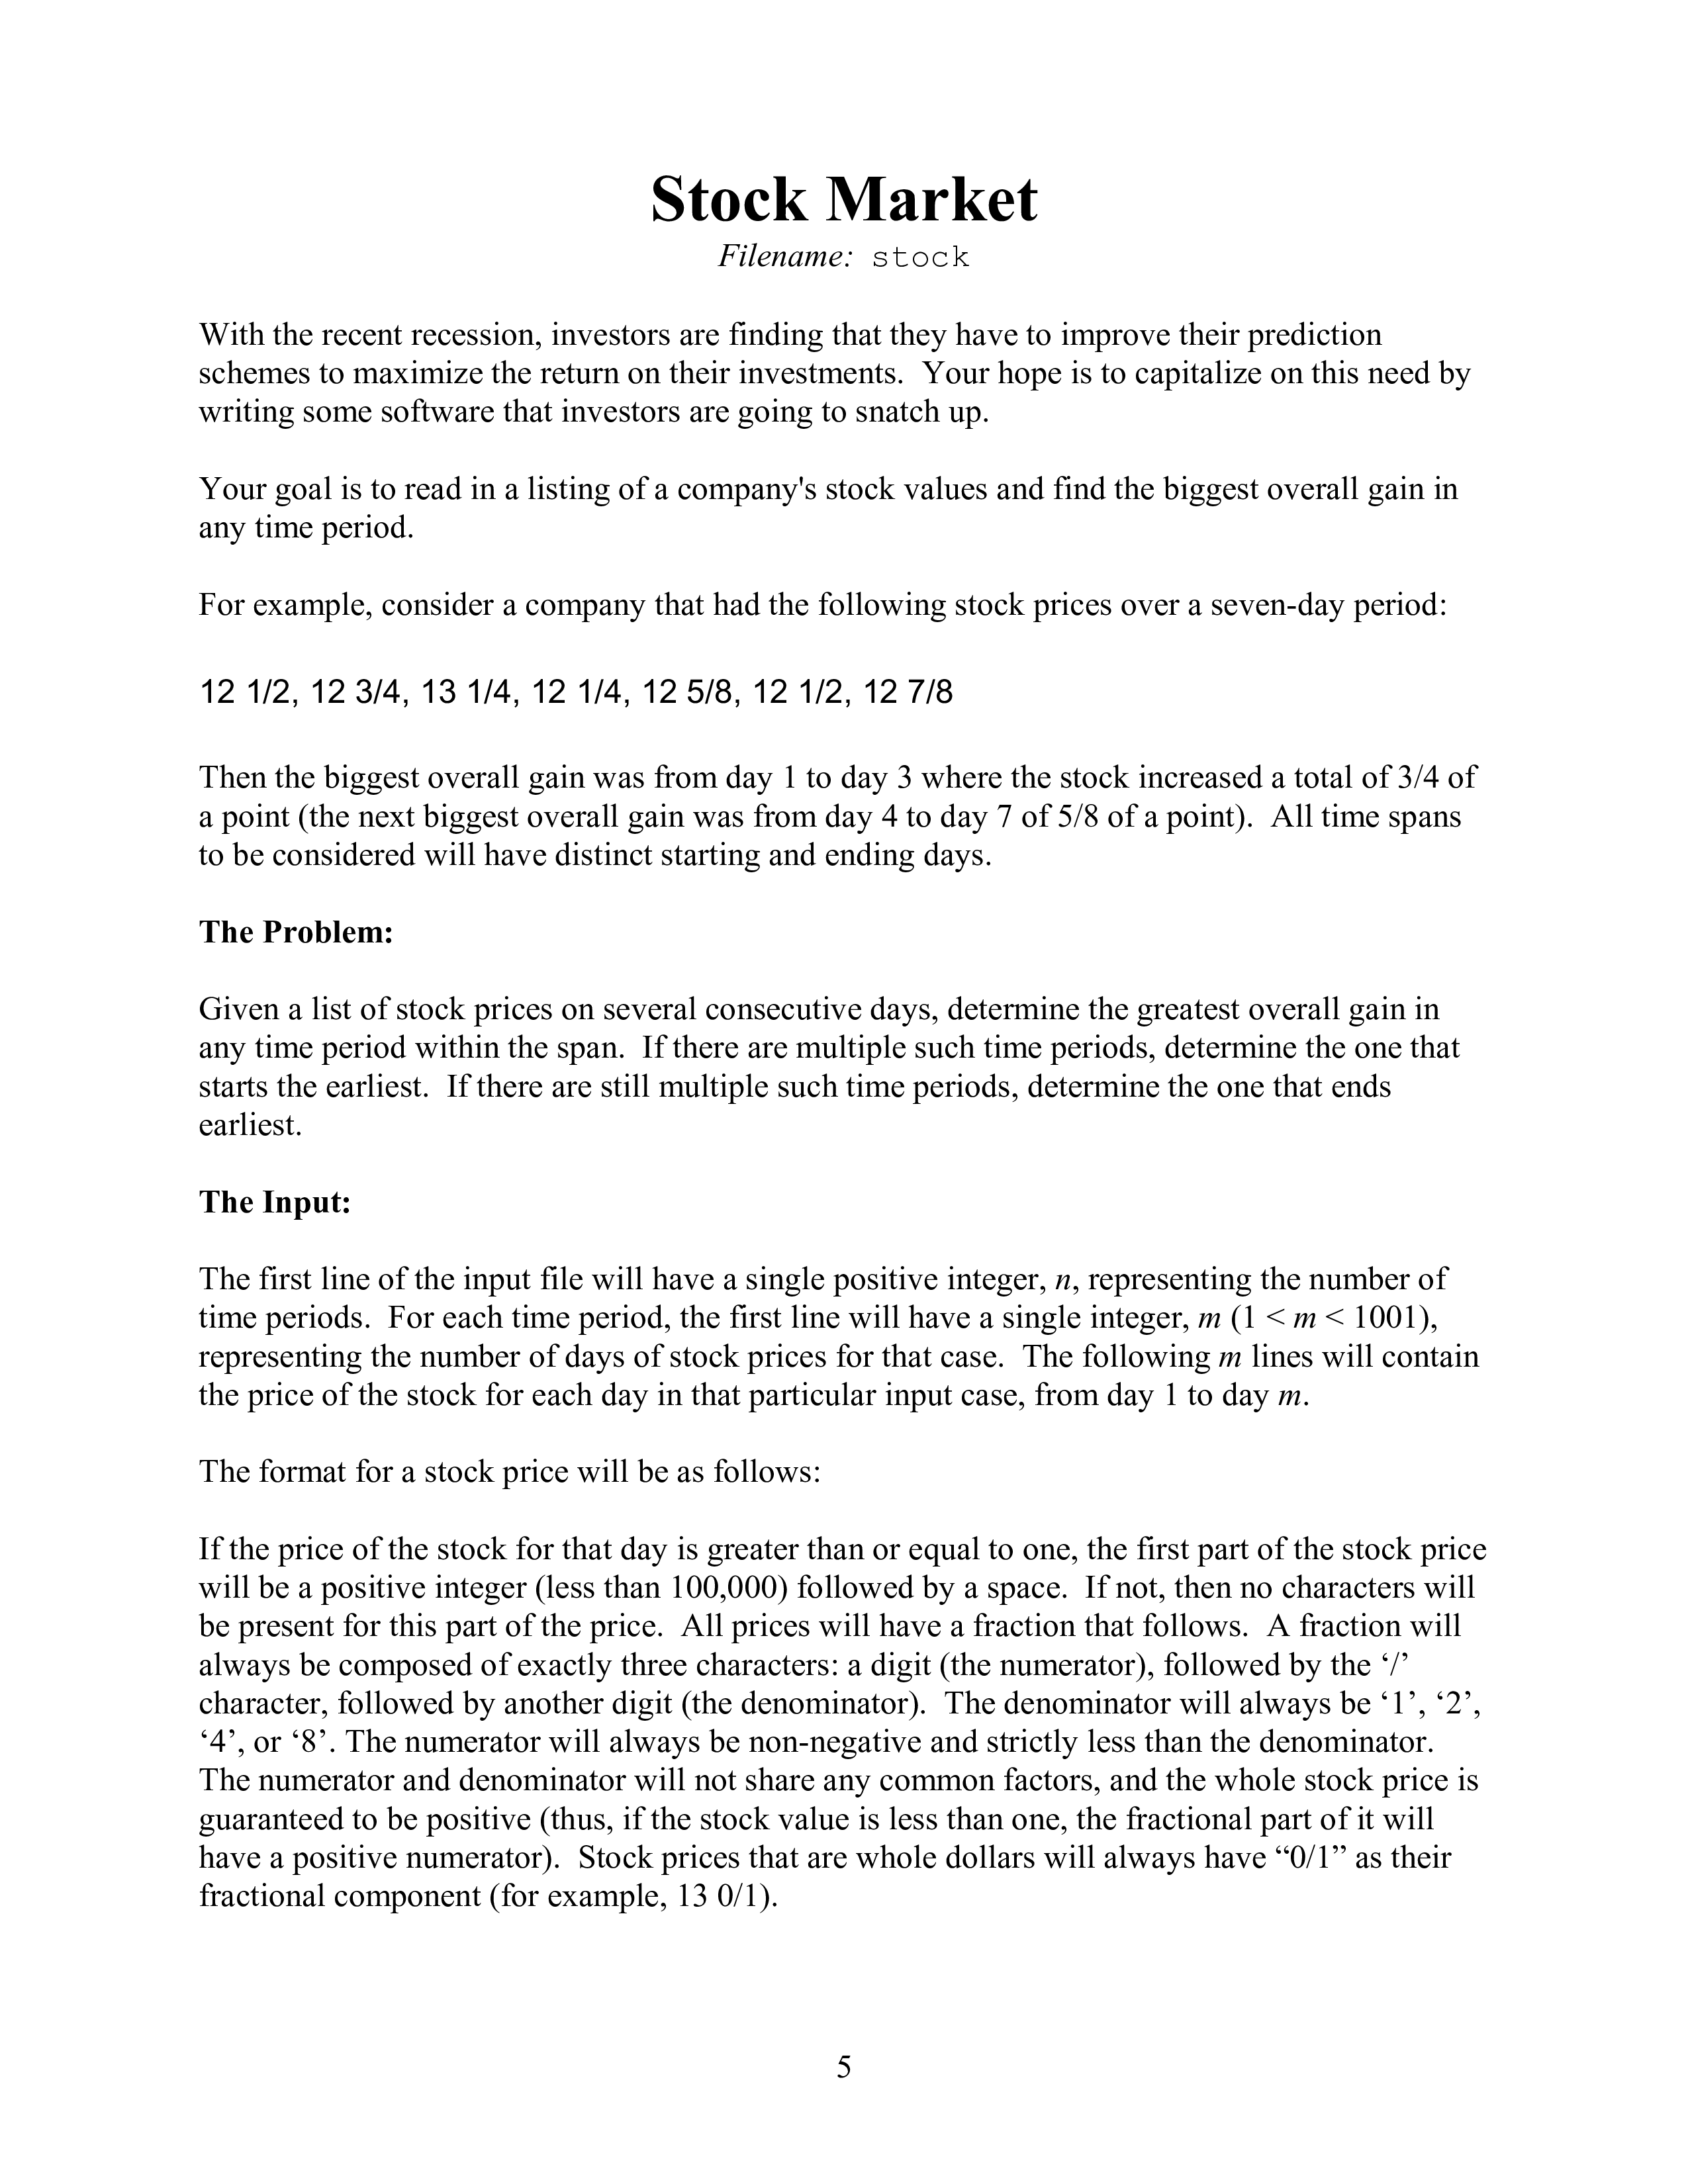 Stock Market
Filename: stock
With the recent recession, investors are finding that they have to improve their prediction
schemes to maximize the return on their investments.  Your hope is to capitalize on this need by
writing some software that investors are going to snatch up.
Your goal is to read in a listing of a company's stock values and find the biggest overall gain in
any time period.
For example, consider a company that had the following stock prices over a seven-day period:
12 1/2, 12 3/4, 13 1/4, 12 1/4, 12 5/8, 12 1/2, 12 7/8
Then the biggest overall gain was from day 1 to day 3 where the stock increased a total of 3/4 of
a point (the next biggest overall gain was from day 4 to day 7 of 5/8 of a point).  All time spans
to be considered will have distinct starting and ending days.
The Problem:
Given a list of stock prices on several consecutive days, determine the greatest overall gain in
any time period within the span.  If there are multiple such time periods, determine the one that
starts the earliest.  If there are still multiple such time periods, determine the one that ends
earliest.
The Input:
The first line of the input file will have a single positive integer, n, representing the number of
time periods.  For each time period, the first line will have a single integer, m (1 < m < 1001),
representing the number of days of stock prices for that case.  The following m lines will contain
the price of the stock for each day in that particular input case, from day 1 to day m.
The format for a stock price will be as follows:
If the price of the stock for that day is greater than or equal to one, the first part of the stock price
will be a positive integer (less than 100,000) followed by a space.  If not, then no characters will
be present for this part of the price.  All prices will have a fraction that follows.  A fraction will
always be composed of exactly three characters: a digit (the numerator), followed by the ‘/’
character, followed by another digit (the denominator).  The denominator will always be ‘1’, ‘2’,
‘4’, or ‘8’. The numerator will always be non-negative and strictly less than the denominator.
The numerator and denominator will not share any common factors, and the whole stock price is
guaranteed to be positive (thus, if the stock value is less than one, the fractional part of it will
have a positive numerator).  Stock prices that are whole dollars will always have “0/1” as their
fractional component (for example, 13 0/1).
5